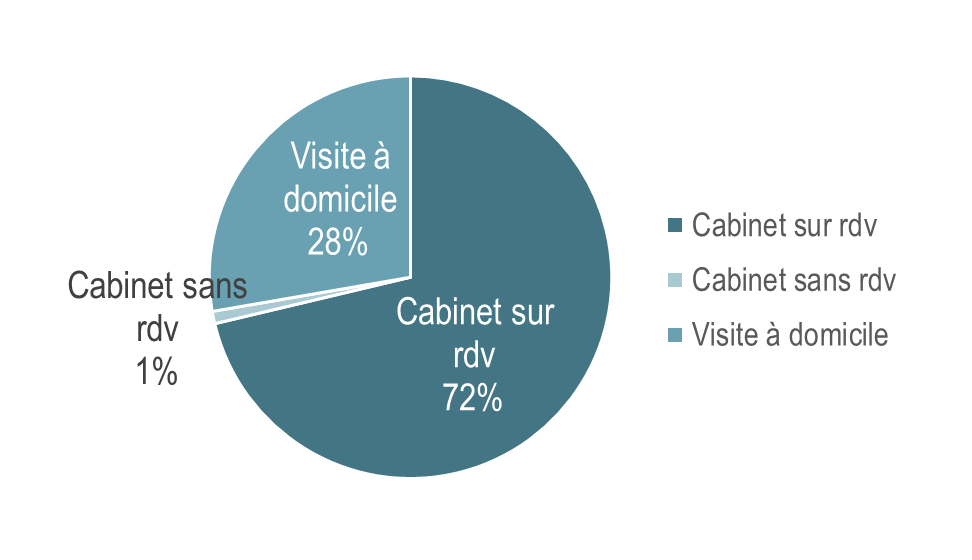 Visite à
domicile
28%
Cabinet sans
rdv
1%
Cabinet sur
rdv
72%
Cabinet sur rdv
Cabinet sans rdv
Visite à domicile